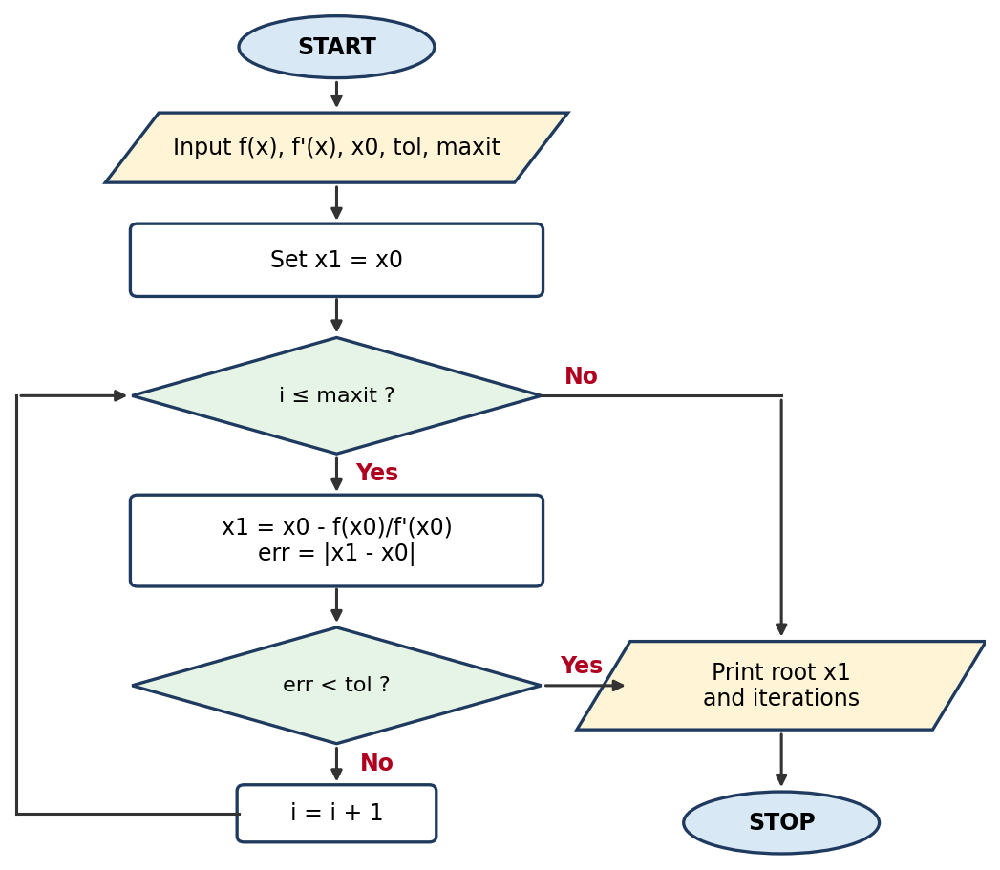 START
Input f(x), f'(x), x0, tol, maxit
Set x1 = x0
i ≤ maxit ?
No
Yes
x1 = x0 - f(x0)/f'(x0)
err = |x1 - x0|
err < tol ?
Yes
Print root x1
and iterations
No
i = i + 1
STOP